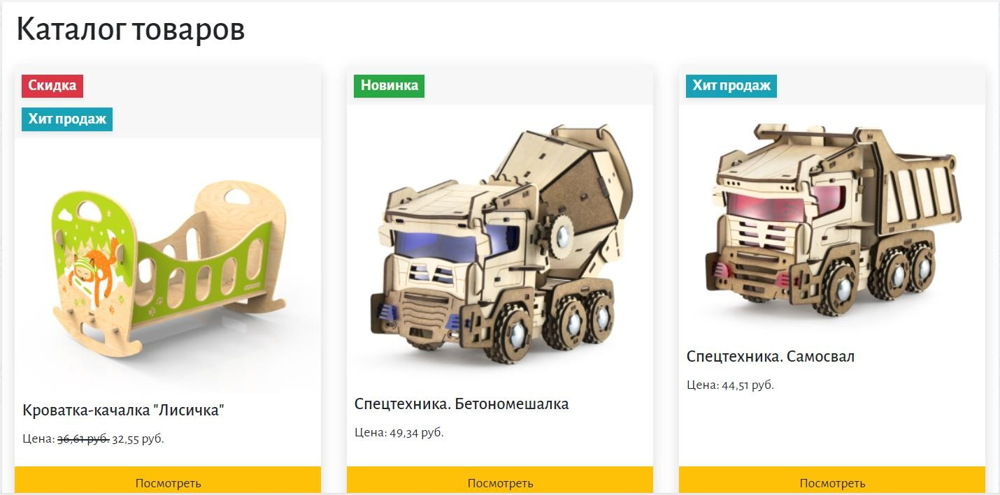 Каталог товаров
Скидка
Хит продаж
Кроватка-качалка "Лисичка"
Цена: 36,61 руб. 32,55 руб.
Посмотреть
Новинка
Спецтехника. Бетономешалка
Цена: 49,34 руб.
Посмотреть
Хит продаж
Спецтехника. Самосвал
Цена: 44,51 руб.
Посмотреть